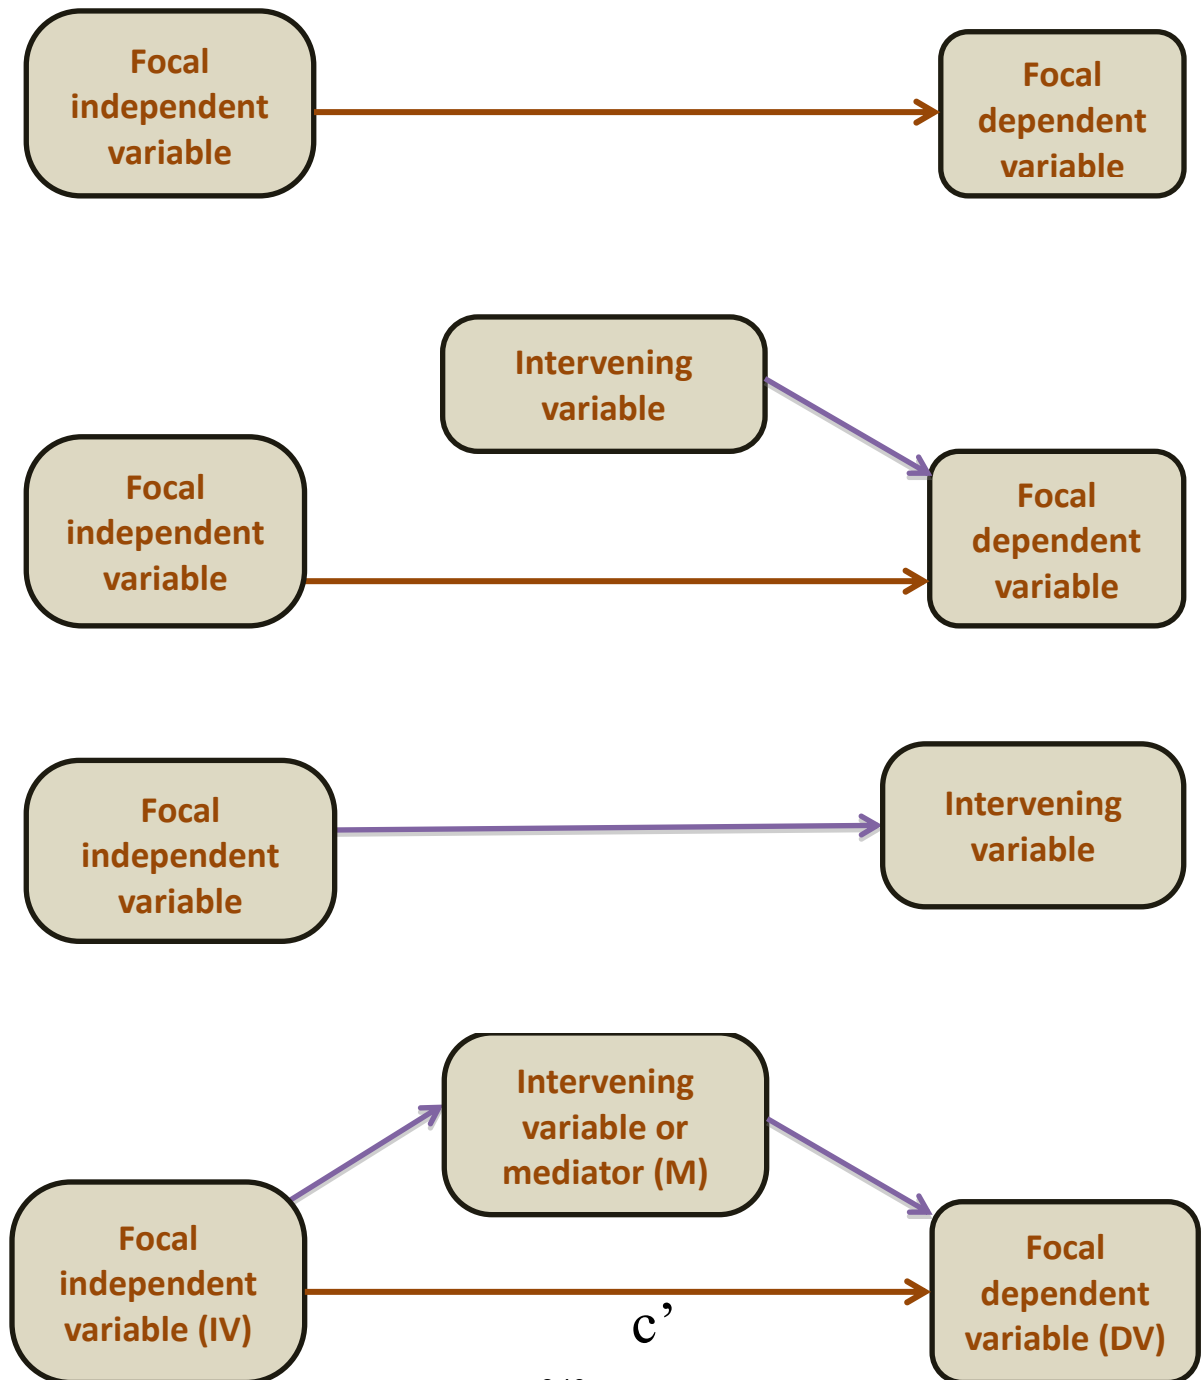 Focal
independent
variable
Focal
dependent
variable
Intervening
variable
Focal
independent
variable
Focal
dependent
variable
Focal
independent
variable
Intervening
variable
Intervening
variable or
mediator (M)
Focal
independent
variable (IV)
Focal
dependent
variable (DV)
c’